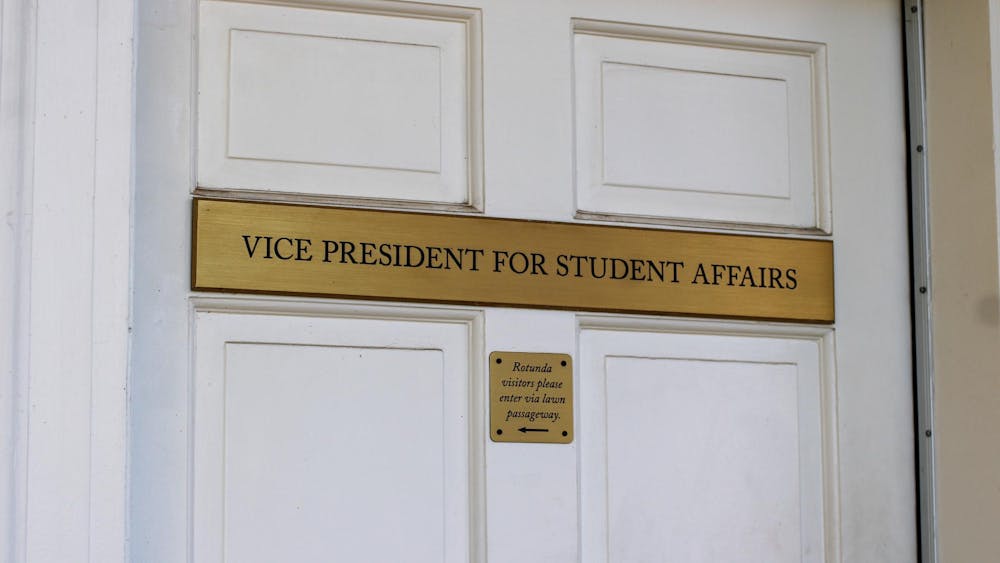 VICE PRESIDENT FOR STUDENT AFFAIRS
Rotunda
visitors please
enter via lawn
passageway.